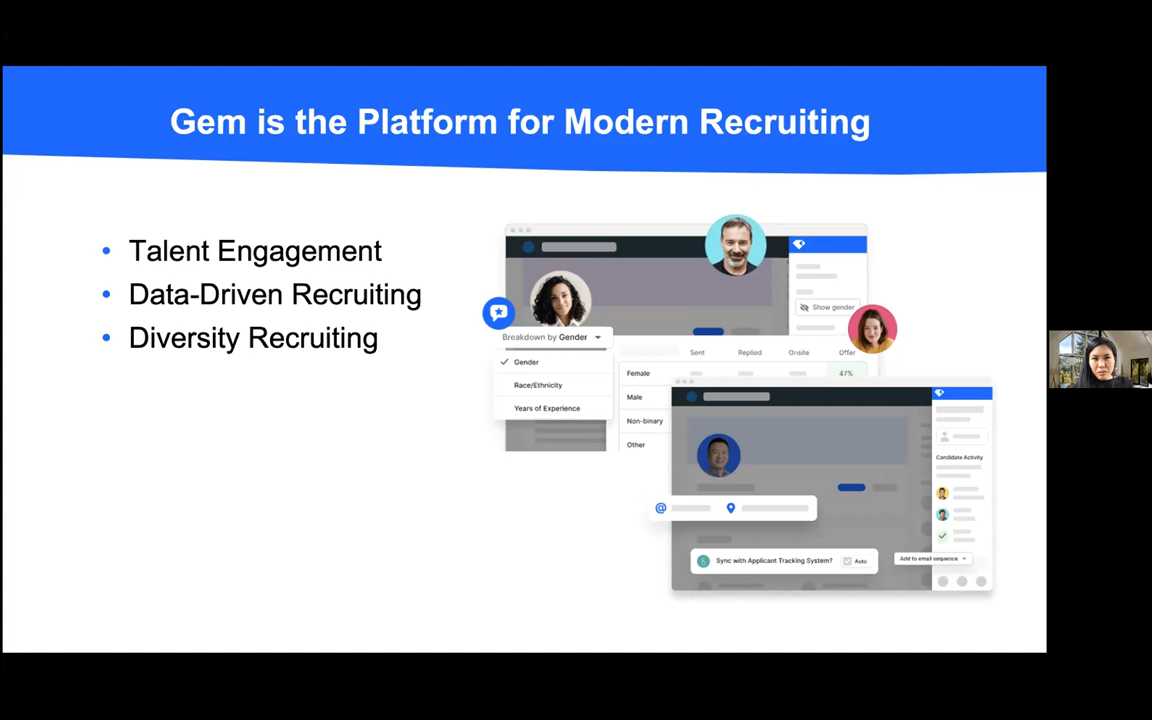 Gem is the Platform for Modern Recruiting
• Talent Engagement
• Data-Driven Recruiting
• Diversity Recruiting
Show gender
Breakdown by Gender
Gender
Race/Ethnicity
Years of Experience
Sent Replied Onsite Offer
Female 47%
Male
Non-binary
Other
Candidate Activity
@
Sync with Applicant Tracking System? Auto
Add to email sequence